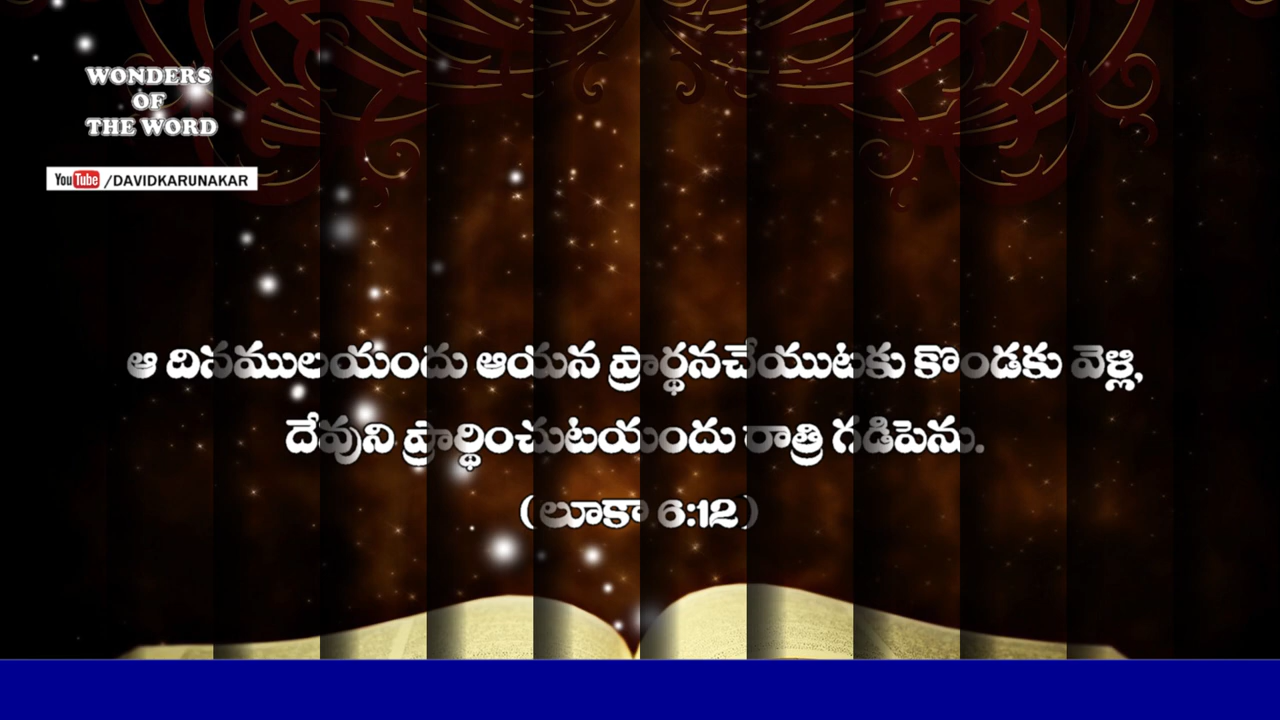 WONDERS
OF
THE WORD
YouTube /DAVIDKARUNAKAR
ఆ దినములయందు ఆయన ప్రార్థనచేయుటకు కొండకు వెళ్లి,
దేవుని ప్రార్థించుటయందు రాత్రి గడిపెను.
(లూకా 6:12)